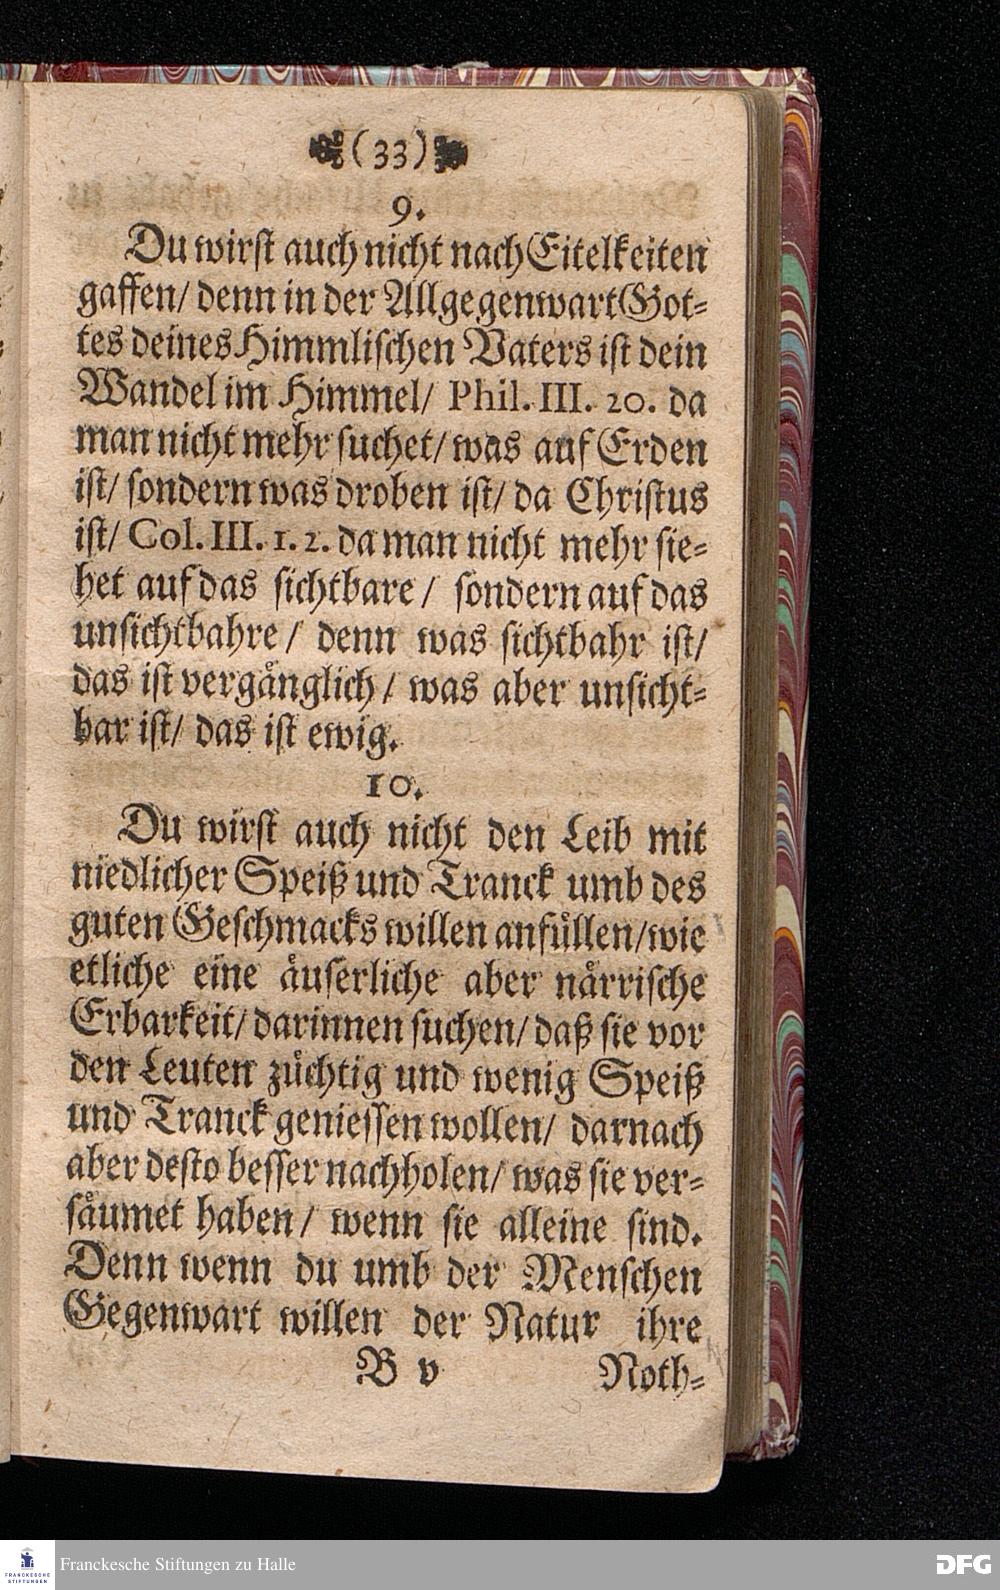 (33)
9.
Du wirst auch nicht nach Eitelkeiten
gaffen/ denn in der Allgegenwart Got-
tes deines Himmlischen Vaters ist dein
Wandel im Himmel/ Phil. III. 20. da
man nicht mehr suchet/ was auf Erden
ist/ sondern was droben ist/ da Christus
ist/ Col. III. 1. 2. da man nicht mehr sie-
het auf das sichtbare/ sondern auf das
unsichtbahre/ denn was sichtbahr ist/
das ist vergänglich/ was aber unsicht-
bar ist/ das ist ewig.
10.
Du wirst auch nicht den Leib mit
niedlicher Speiß und Tranck umb des
guten Geschmacks willen anfüllen/ wie
etliche eine äuserliche aber närrische
Erbarkeit/ darinnen suchen/ daß sie vor
den Leuten züchtig und wenig Speiß
und Tranck geniessen wollen/ darnach
aber desto besser nachholen/ was sie ver-
säumet haben/ wenn sie alleine sind.
Denn wenn du umb der Menschen
Gegenwart willen der Natur ihre
B v Noth-
FRANCKESCHE STIFTUNGEN
Franckesche Stiftungen zu Halle
DFG